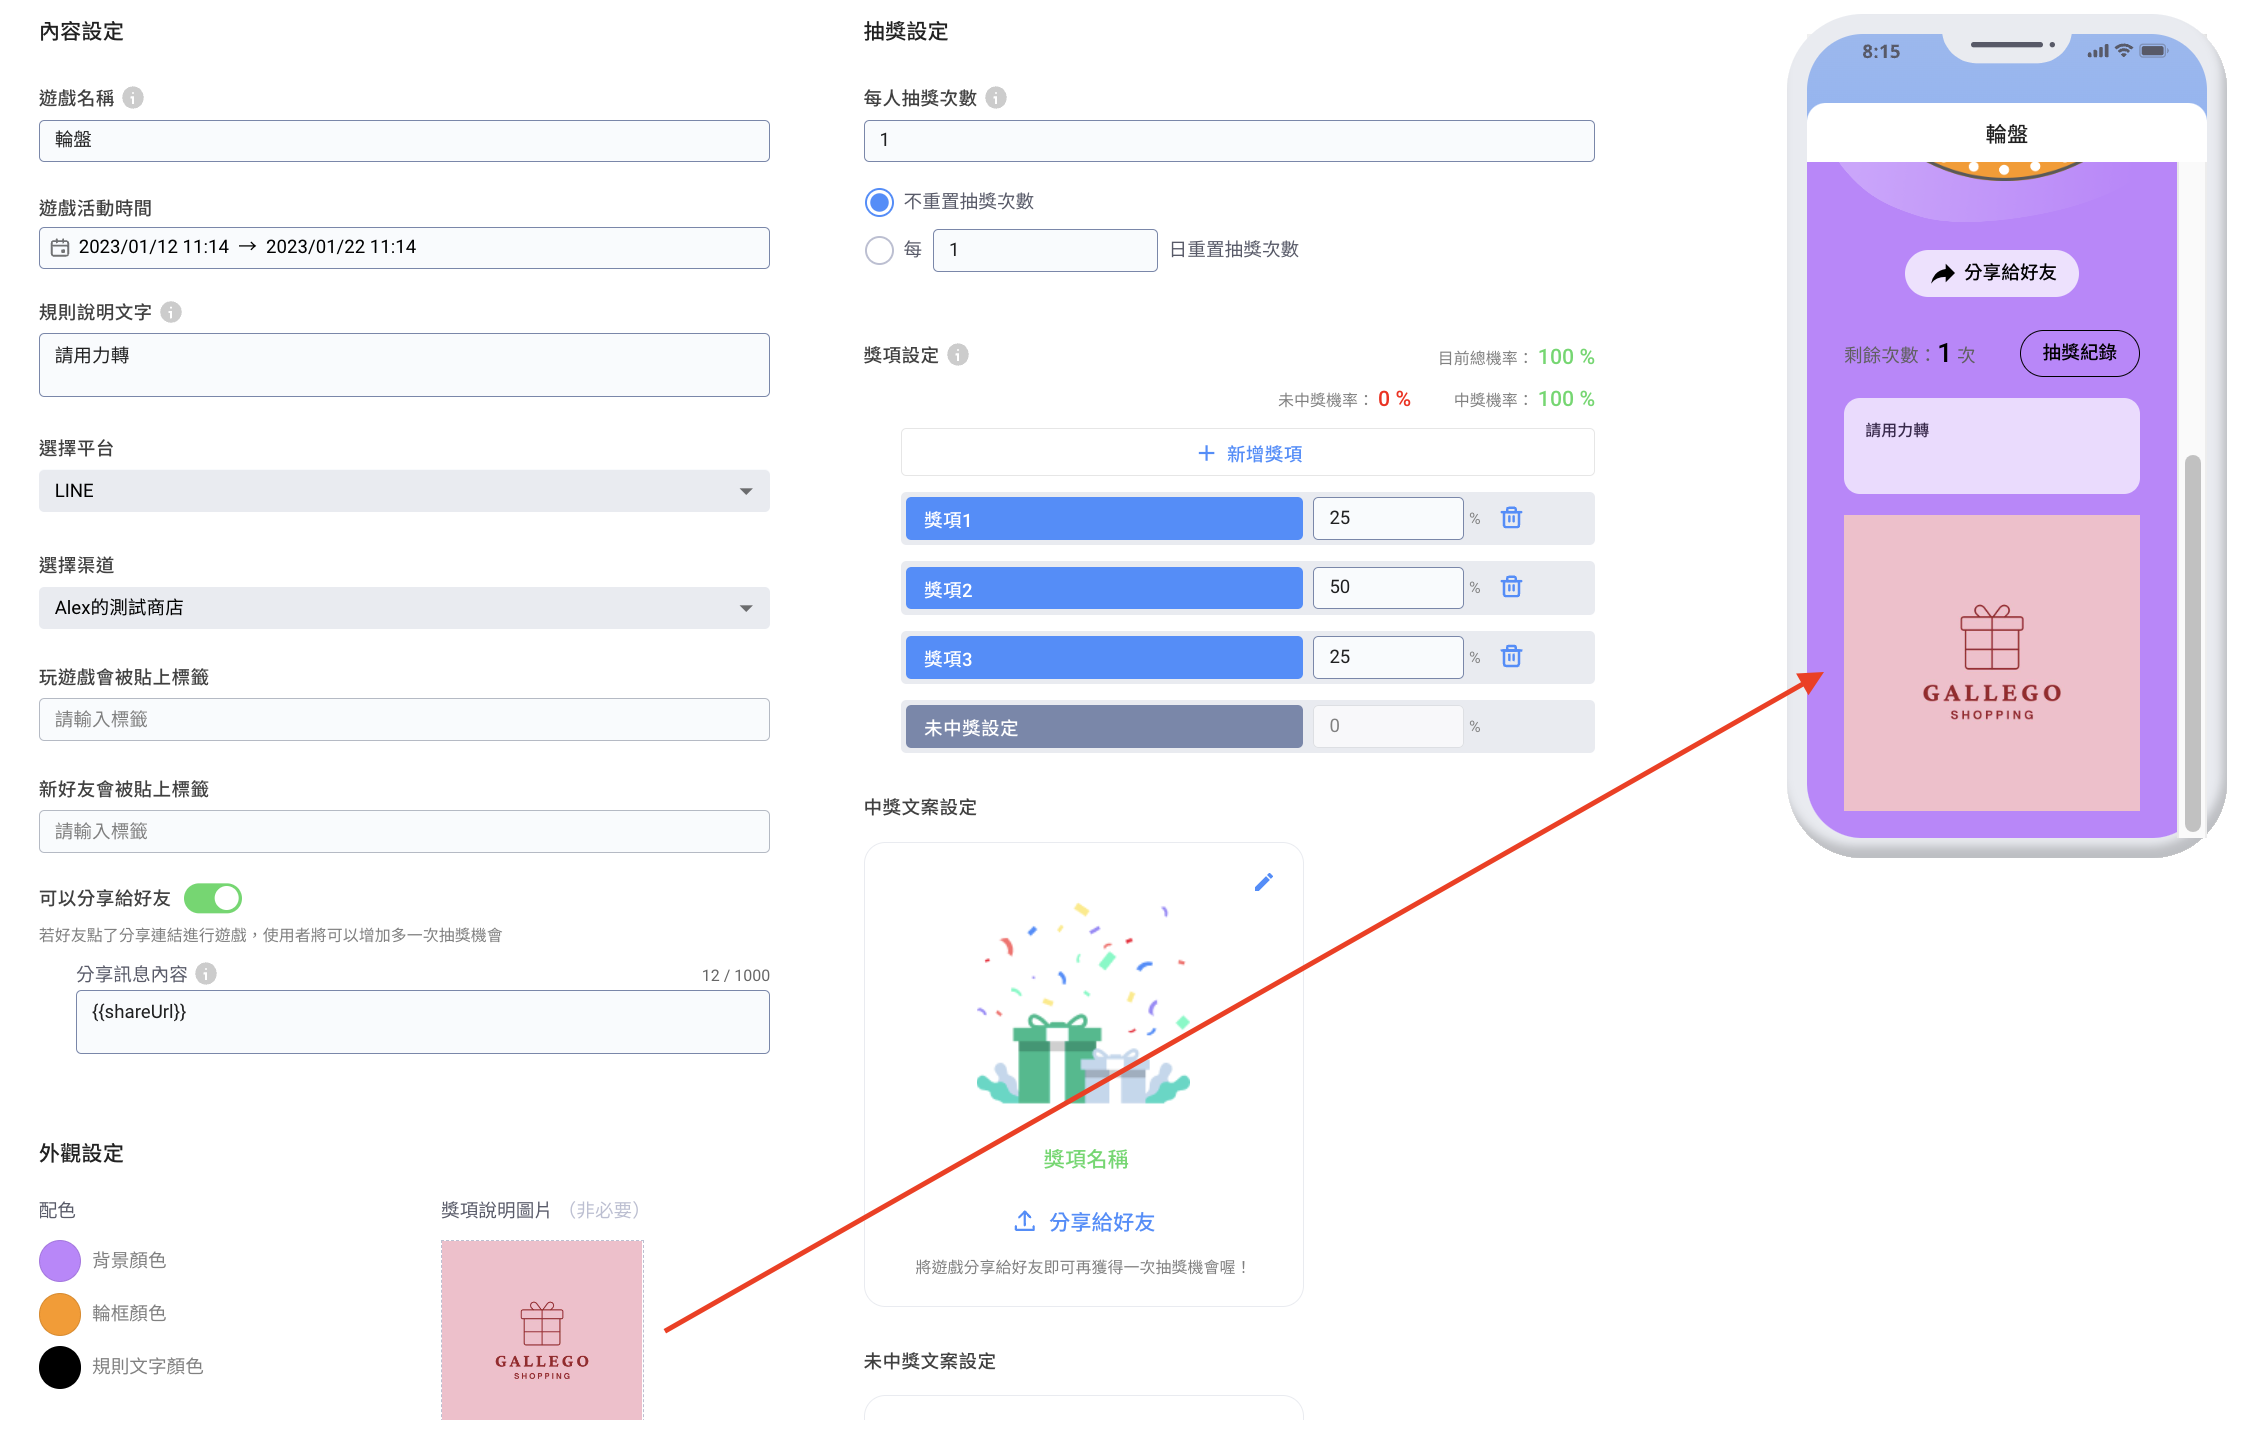 內容設定
遊戲名稱
輪盤
遊戲活動時間
2023/01/12 11:14 → 2023/01/22 11:14
規則說明文字
請用力轉
選擇平台
LINE
選擇渠道
Alex的測試商店
玩遊戲會被貼上標籤
請輸入標籤
新好友會被貼上標籤
請輸入標籤
可以分享給好友
若好友點了分享連結進行遊戲，使用者將可以增加多一次抽獎機會
分享訊息內容
12 / 1000
{{shareUrl}}
外觀設定
配色
背景顏色
輪框顏色
規則文字顏色
獎項說明圖片 （非必要）
GALLEGO
SHOPPING
抽獎設定
每人抽獎次數
1
不重置抽獎次數
每 1 日重置抽獎次數
獎項設定
目前總機率： 100 %
未中獎機率： 0 % 中獎機率： 100 %
+ 新增獎項
獎項1 25 %
獎項2 50 %
獎項3 25 %
未中獎設定 0 %
中獎文案設定
獎項名稱
分享給好友
將遊戲分享給好友即可再獲得一次抽獎機會喔！
未中獎文案設定
8:15
輪盤
分享給好友
剩餘次數：1 次
抽獎紀錄
請用力轉
GALLEGO
SHOPPING